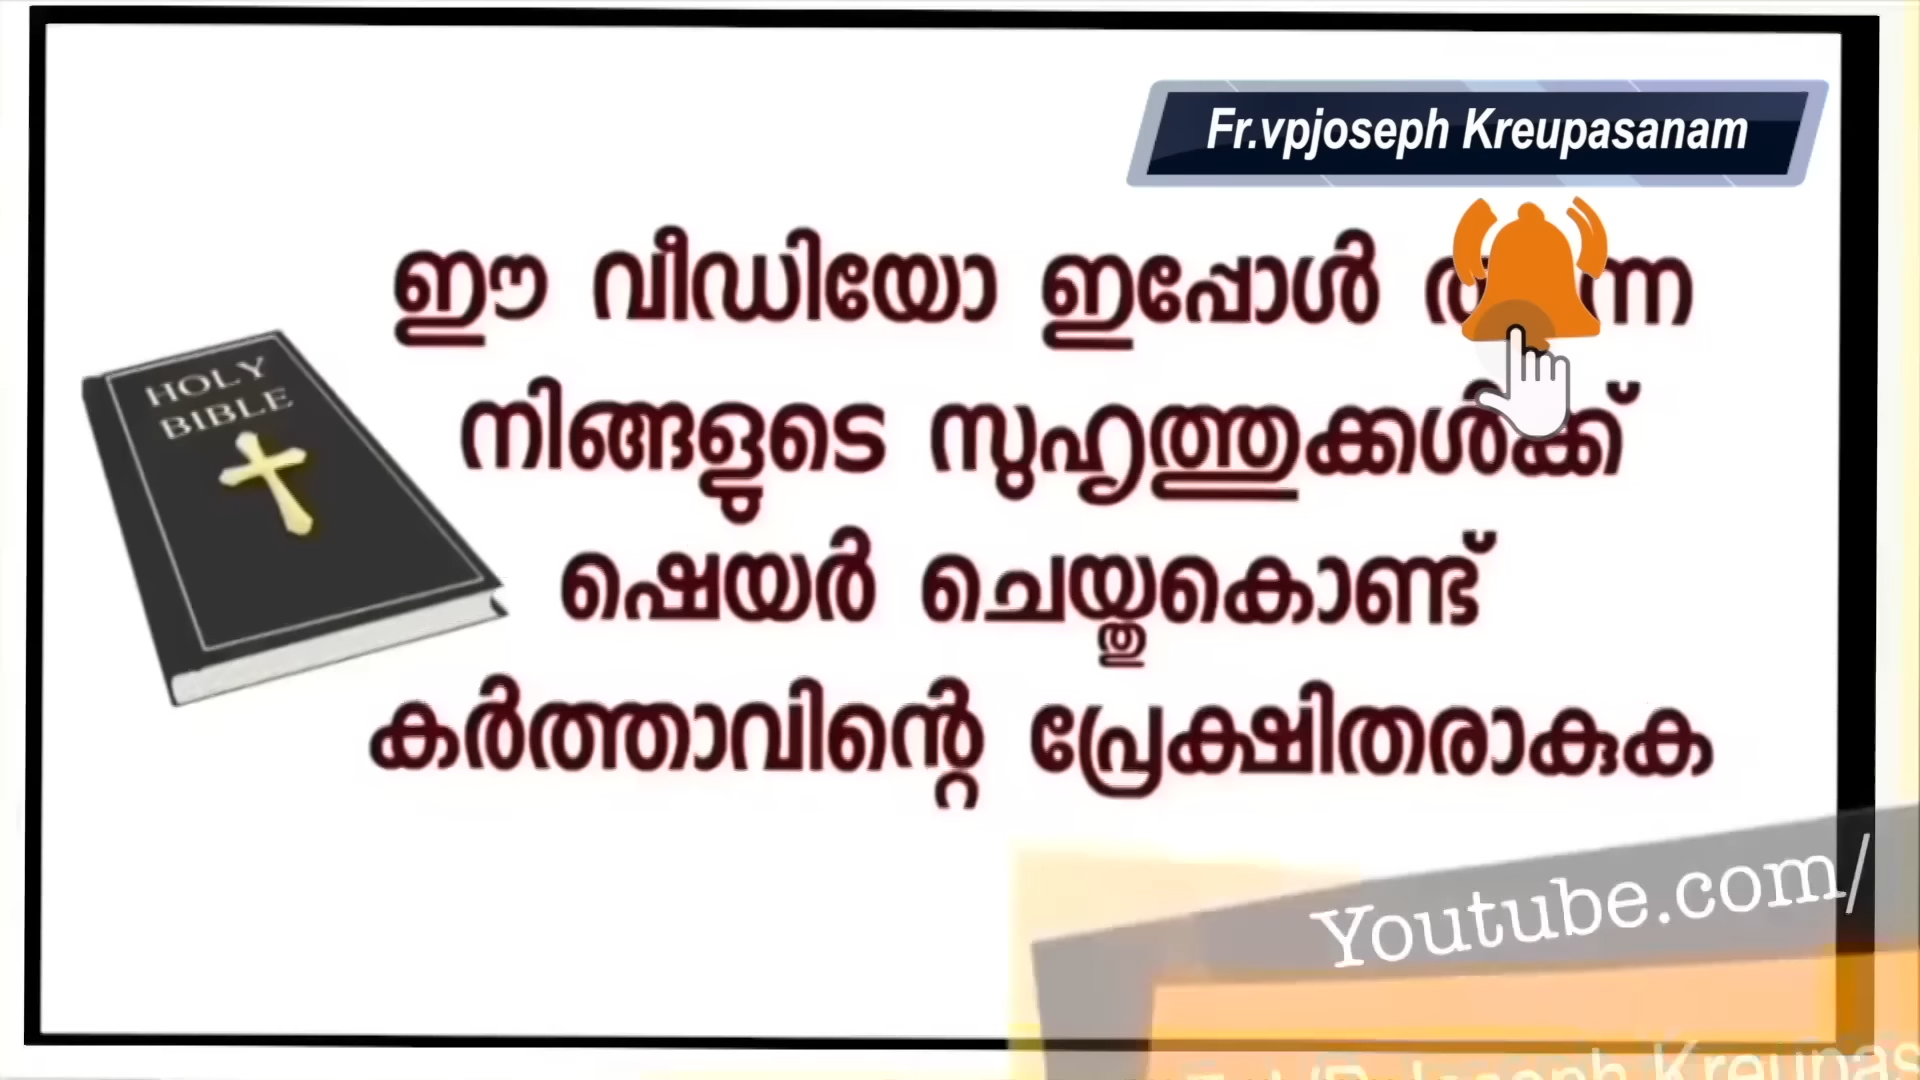 Fr.vpjoseph Kreupasanam
ഈ വീഡിയോ ഇപ്പോൾ
നിങ്ങളുടെ സുഹൃത്തുക്കൾക്ക്
ഷെയർ ചെയ്തുകൊണ്ട്
കർത്താവിന്റെ പ്രേക്ഷിതരാകുക
HOLY
BIBLE
Youtube.com/